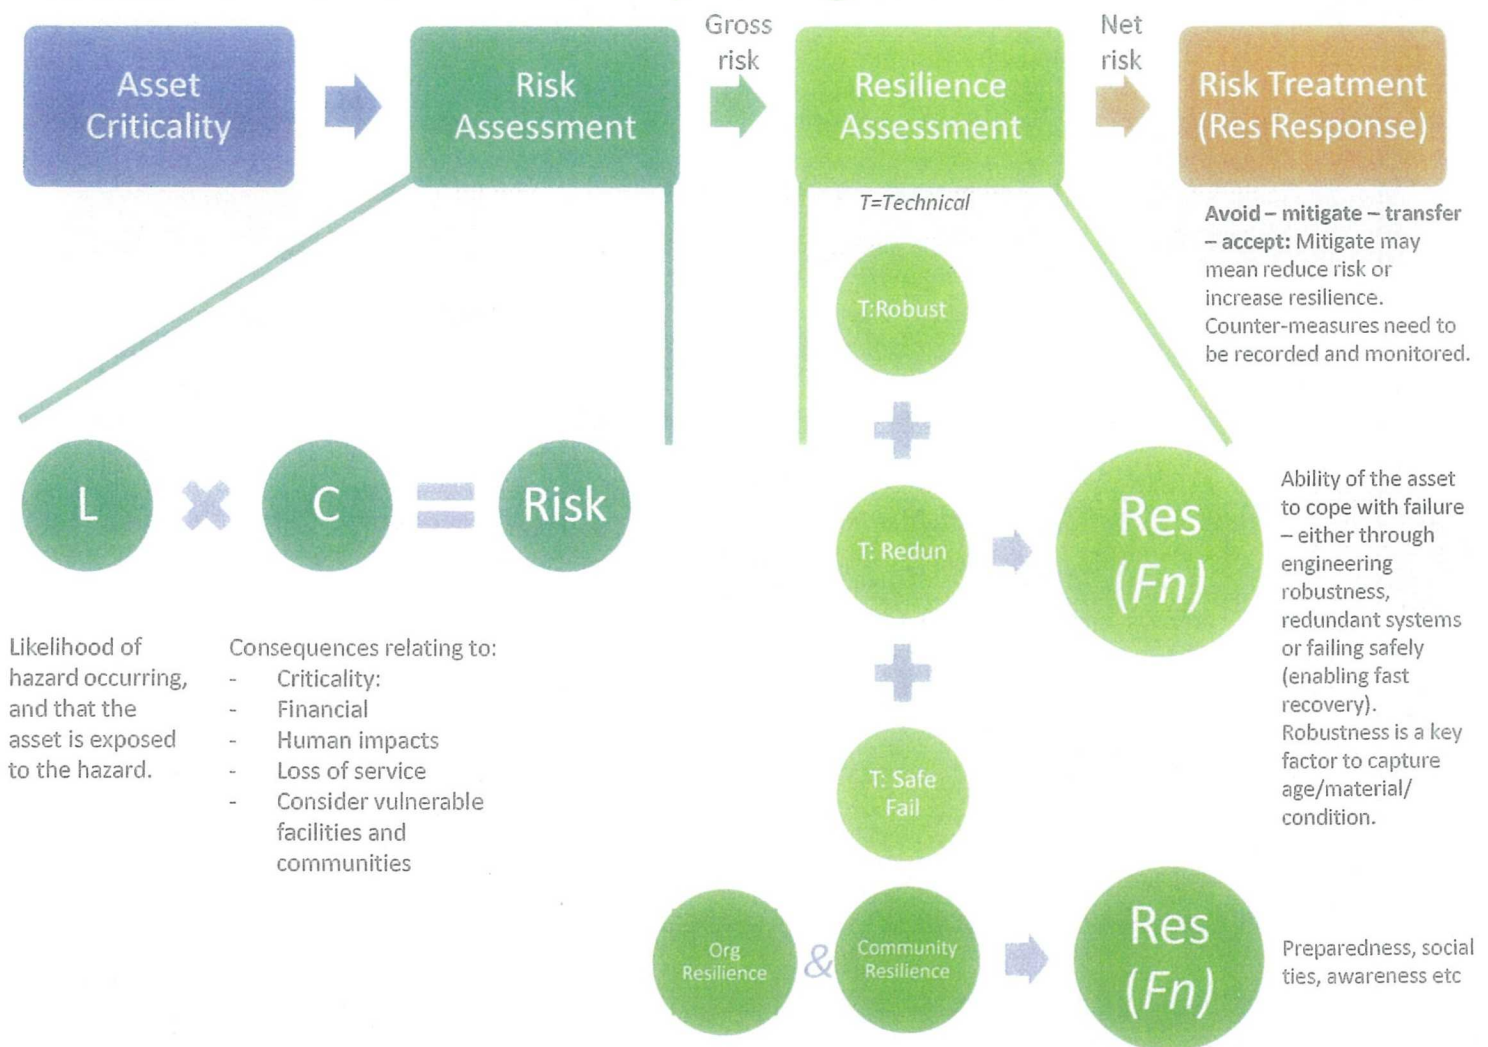 Asset
Criticality
Risk
Assessment
Gross
risk
Resilience
Assessment
Net
risk
Risk Treatment
(Res Response)
T=Technical
Avoid – mitigate – transfer
– accept: Mitigate may
mean reduce risk or
increase resilience.
Counter-measures need to
be recorded and monitored.
T:Robust
+
L
×
C
=
Risk
T: Redun
Res
(Fn)
Ability of the asset
to cope with failure
– either through
engineering
robustness,
redundant systems
or failing safely
(enabling fast
recovery).
Robustness is a key
factor to capture
age/material/
condition.
+
Likelihood of
hazard occurring,
and that the
asset is exposed
to the hazard.
Consequences relating to:
- Criticality:
- Financial
- Human impacts
- Loss of service
- Consider vulnerable
facilities and
communities
T: Safe
Fail
Org
Resilience
&
Community
Resilience
Res
(Fn)
Preparedness, social
ties, awareness etc